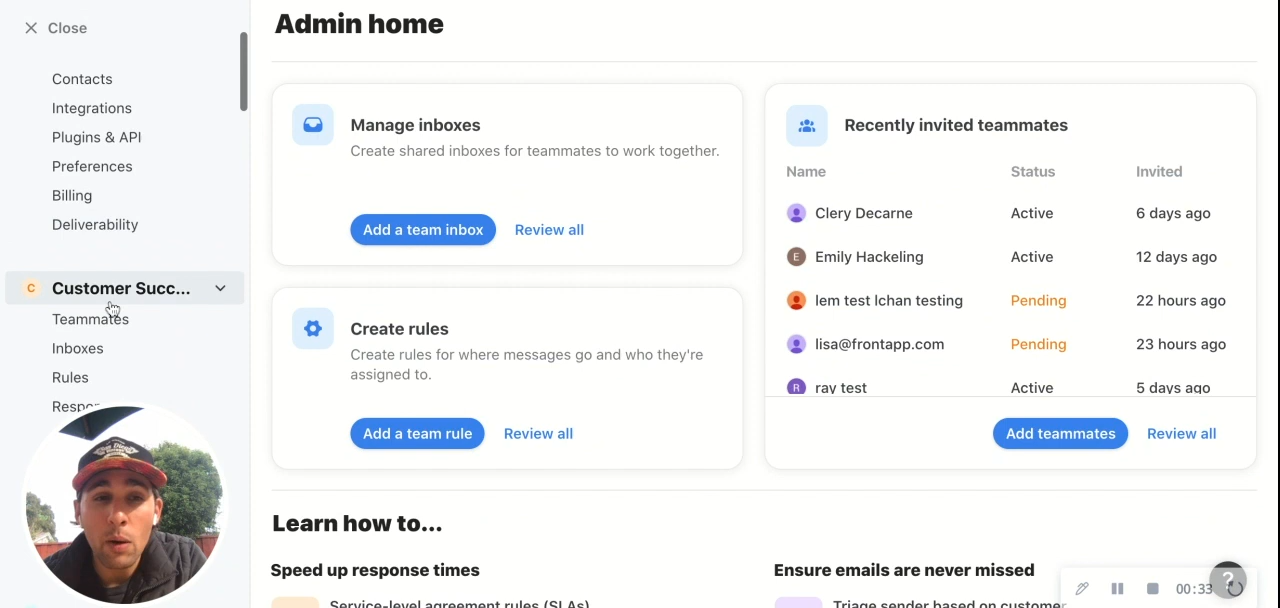 Close
Contacts
Integrations
Plugins & API
Preferences
Billing
Deliverability
C Customer Succ...
Teammates
Inboxes
Rules
Admin home
Manage inboxes
Create shared inboxes for teammates to work together.
Add a team inbox
Review all
Create rules
Create rules for where messages go and who they're
assigned to.
Add a team rule
Review all
Recently invited teammates
Name Status Invited
Clery Decarne Active 6 days ago
E Emily Hackeling Active 12 days ago
lem test lchan testing Pending 22 hours ago
lisa@frontapp.com Pending 23 hours ago
R ray test Active 5 days ago
Add teammates
Review all
Learn how to...
Speed up response times
Service-level agreement rules (SLAs)
Ensure emails are never missed
Triage sender based on custome
00:33
?